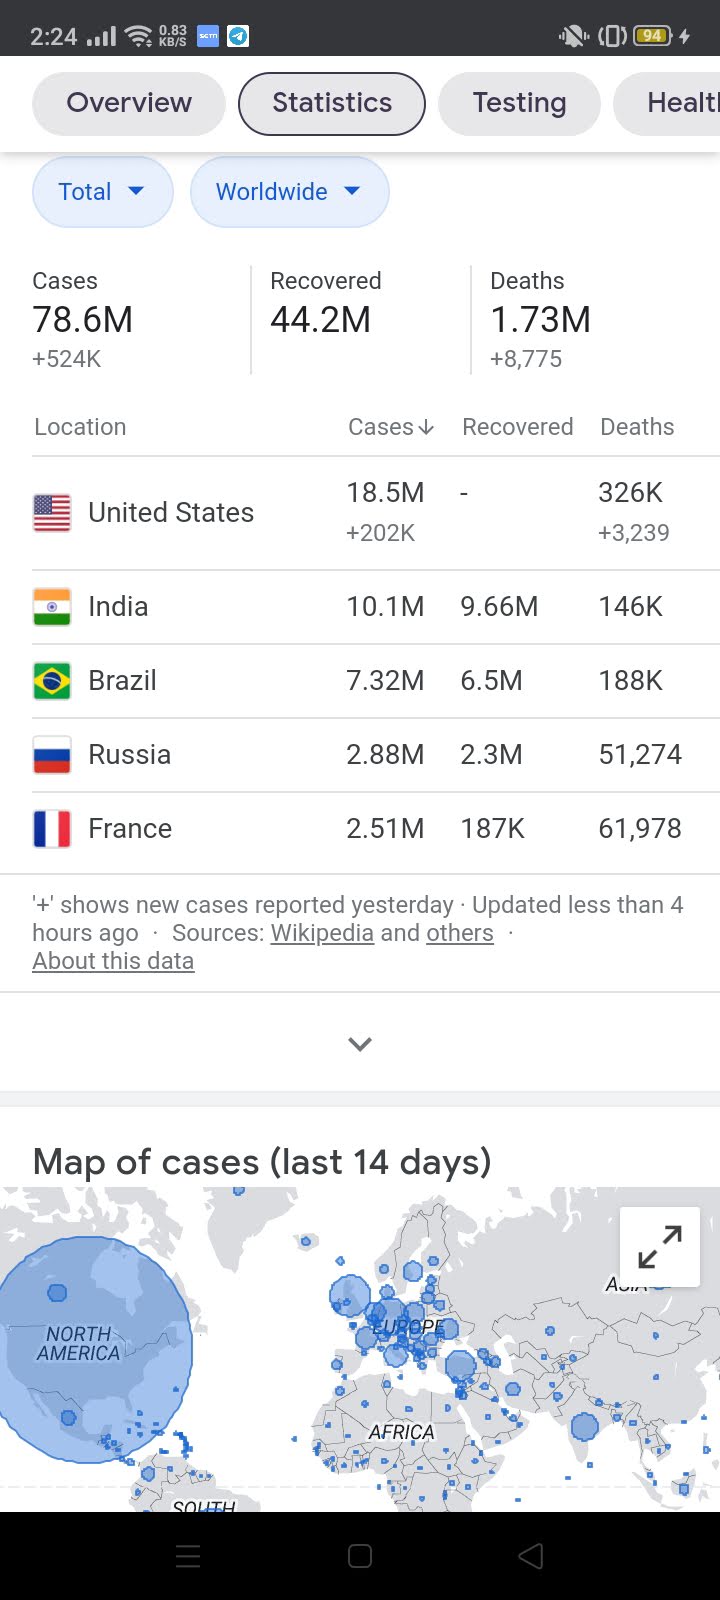 2:24 0.83 KB/S scm 94
Overview Statistics Testing Healt
Total Worldwide
Cases Recovered Deaths
78.6M 44.2M 1.73M
+524K +8,775
Location Cases Recovered Deaths
United States 18.5M - 326K
+202K +3,239
India 10.1M 9.66M 146K
Brazil 7.32M 6.5M 188K
Russia 2.88M 2.3M 51,274
France 2.51M 187K 61,978
'+' shows new cases reported yesterday · Updated less than 4
hours ago · Sources: Wikipedia and others ·
About this data
Map of cases (last 14 days)
ASIA
EUROPE
NORTH
AMERICA
AFRICA
SOUTH